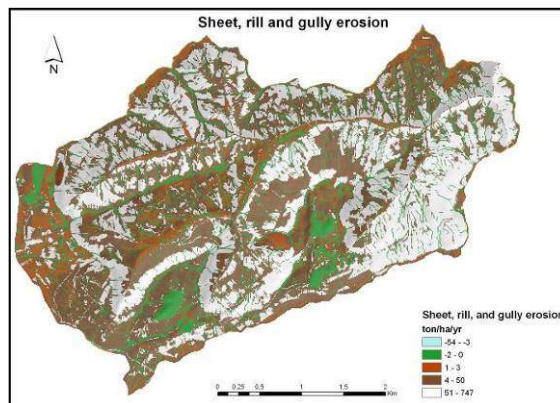 Sheet, rill and gully erosion
N
Sheet, rill, and gully erosion
ton/ha/yr
-54 - -3
-2 - 0
1 - 3
4 - 50
51 - 747
0 0.25 0.5 1 1.5 2
Km